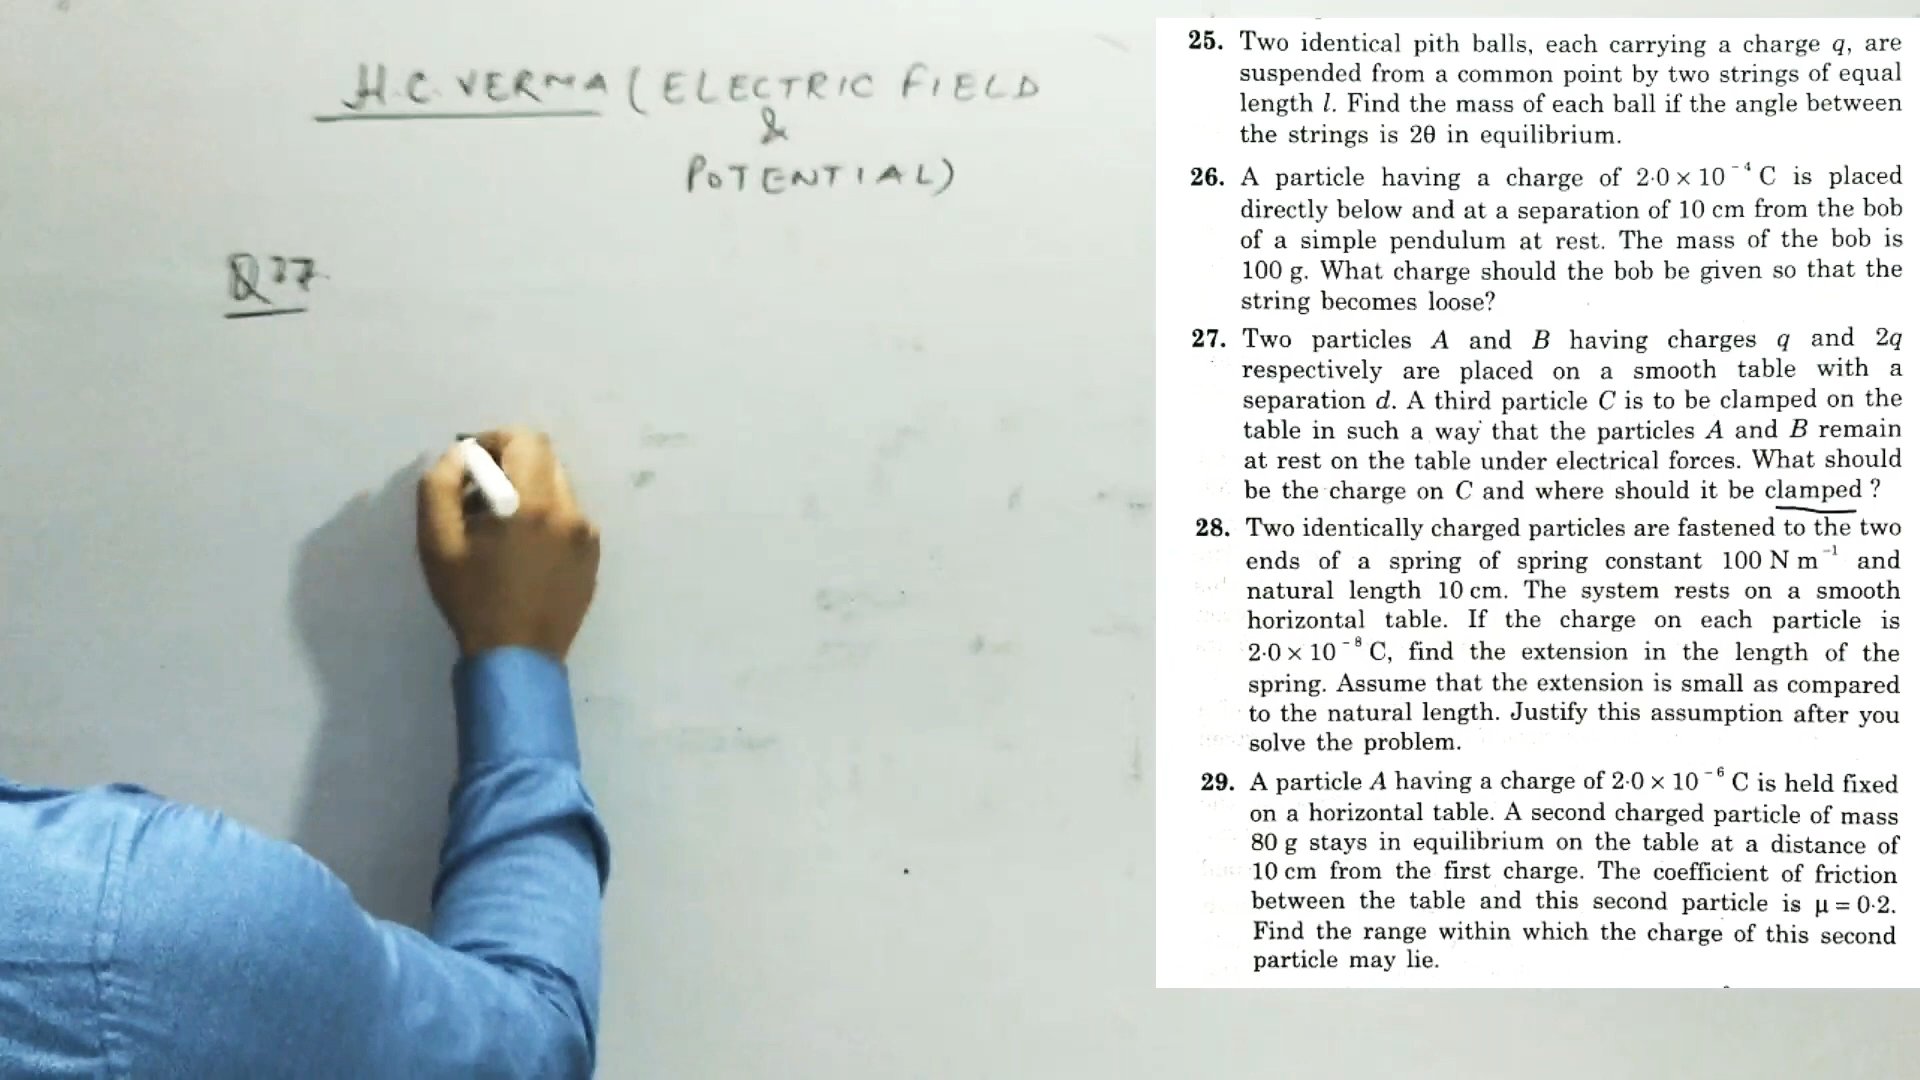 H.C. VERMA (ELECTRIC FIELD
&
POTENTIAL)
Q27
25. Two identical pith balls, each carrying a charge q, are
suspended from a common point by two strings of equal
length l. Find the mass of each ball if the angle between
the strings is 2θ in equilibrium.
26. A particle having a charge of 2·0 × 10⁻⁴ C is placed
directly below and at a separation of 10 cm from the bob
of a simple pendulum at rest. The mass of the bob is
100 g. What charge should the bob be given so that the
string becomes loose?
27. Two particles A and B having charges q and 2q
respectively are placed on a smooth table with a
separation d. A third particle C is to be clamped on the
table in such a way that the particles A and B remain
at rest on the table under electrical forces. What should
be the charge on C and where should it be clamped ?
28. Two identically charged particles are fastened to the two
ends of a spring of spring constant 100 N m⁻¹ and
natural length 10 cm. The system rests on a smooth
horizontal table. If the charge on each particle is
2·0 × 10⁻⁸ C, find the extension in the length of the
spring. Assume that the extension is small as compared
to the natural length. Justify this assumption after you
solve the problem.
29. A particle A having a charge of 2·0 × 10⁻⁶ C is held fixed
on a horizontal table. A second charged particle of mass
80 g stays in equilibrium on the table at a distance of
10 cm from the first charge. The coefficient of friction
between the table and this second particle is μ = 0·2.
Find the range within which the charge of this second
particle may lie.